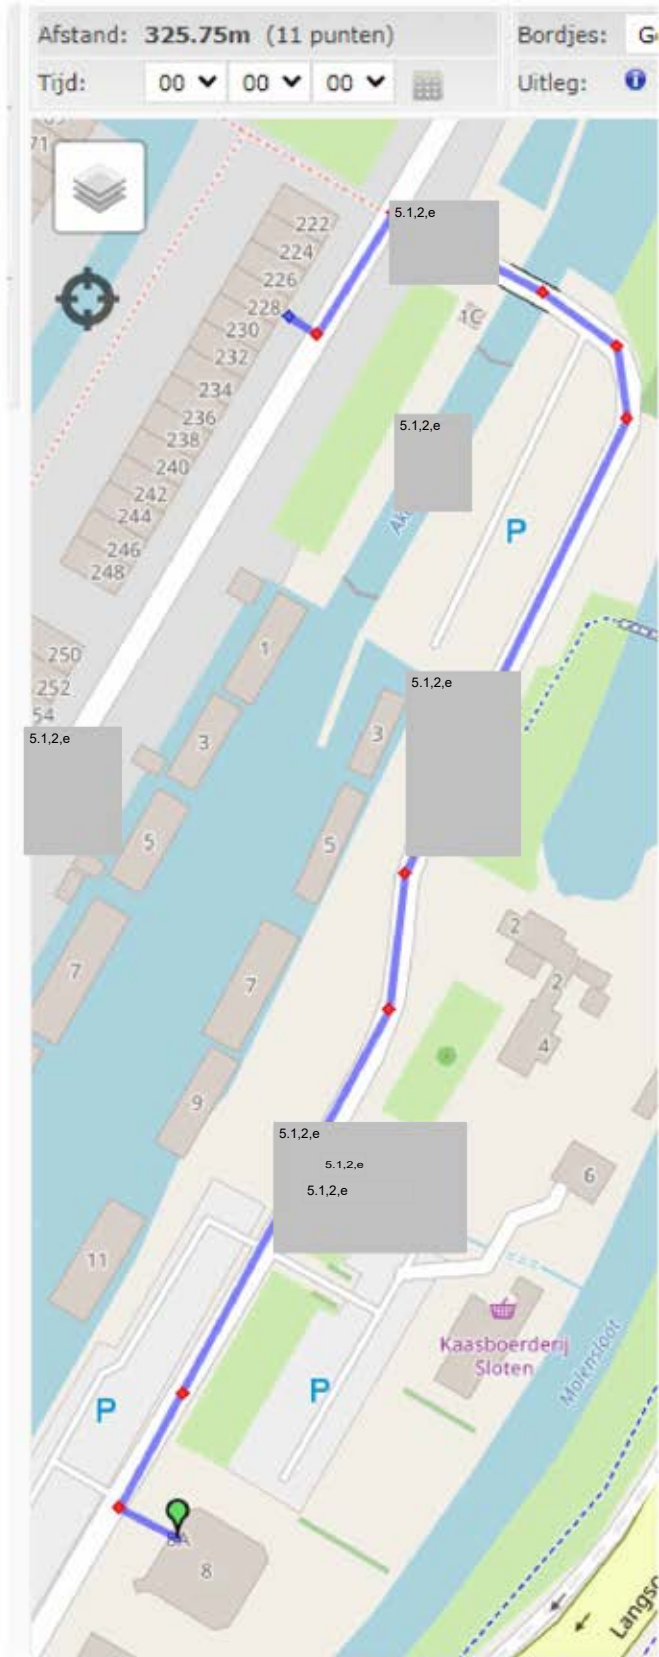 Afstand: 325.75m (11 punten)
Bordjes:
Tijd: 00 00 00
Uitleg:
71
222
224
226
228
230
232
234
236
238
240
242
244
246
248
250
252
54
5.1,2,e
5.1,2,e
5.1,2,e
5.1,2,e
5.1,2,e
5.1,2,e
5.1,2,e
P
1
3
3
5
5
7
7
9
11
2
2
4
6
Kaasboerderij
Sloten
Molensloot
P
P
8